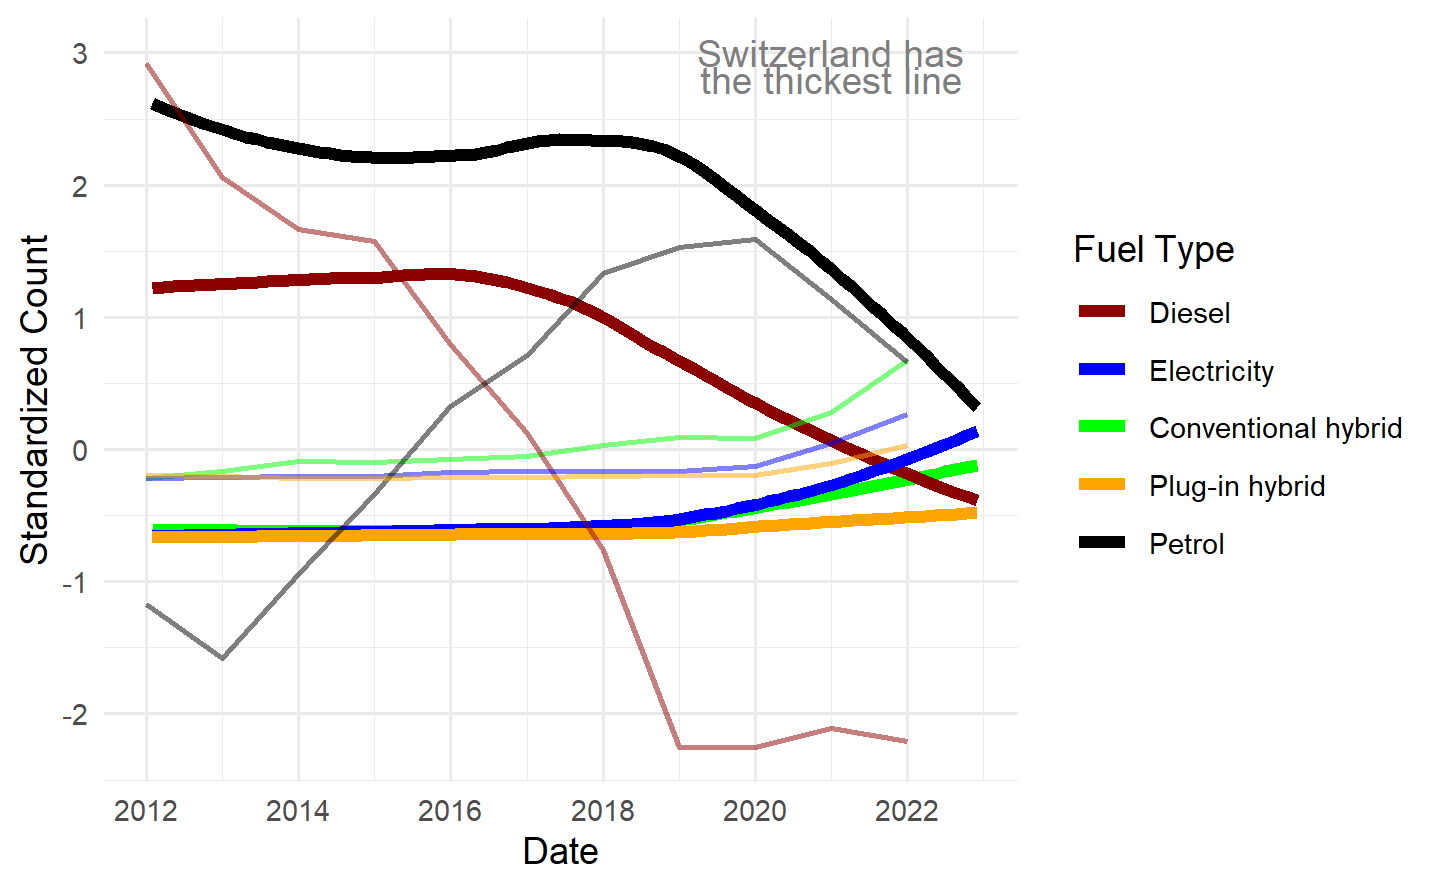 Switzerland has
the thickest line
3
2
1
0
-1
-2
Standardized Count
2012
2014
2016
2018
2020
2022
Date
Fuel Type
Diesel
Electricity
Conventional hybrid
Plug-in hybrid
Petrol